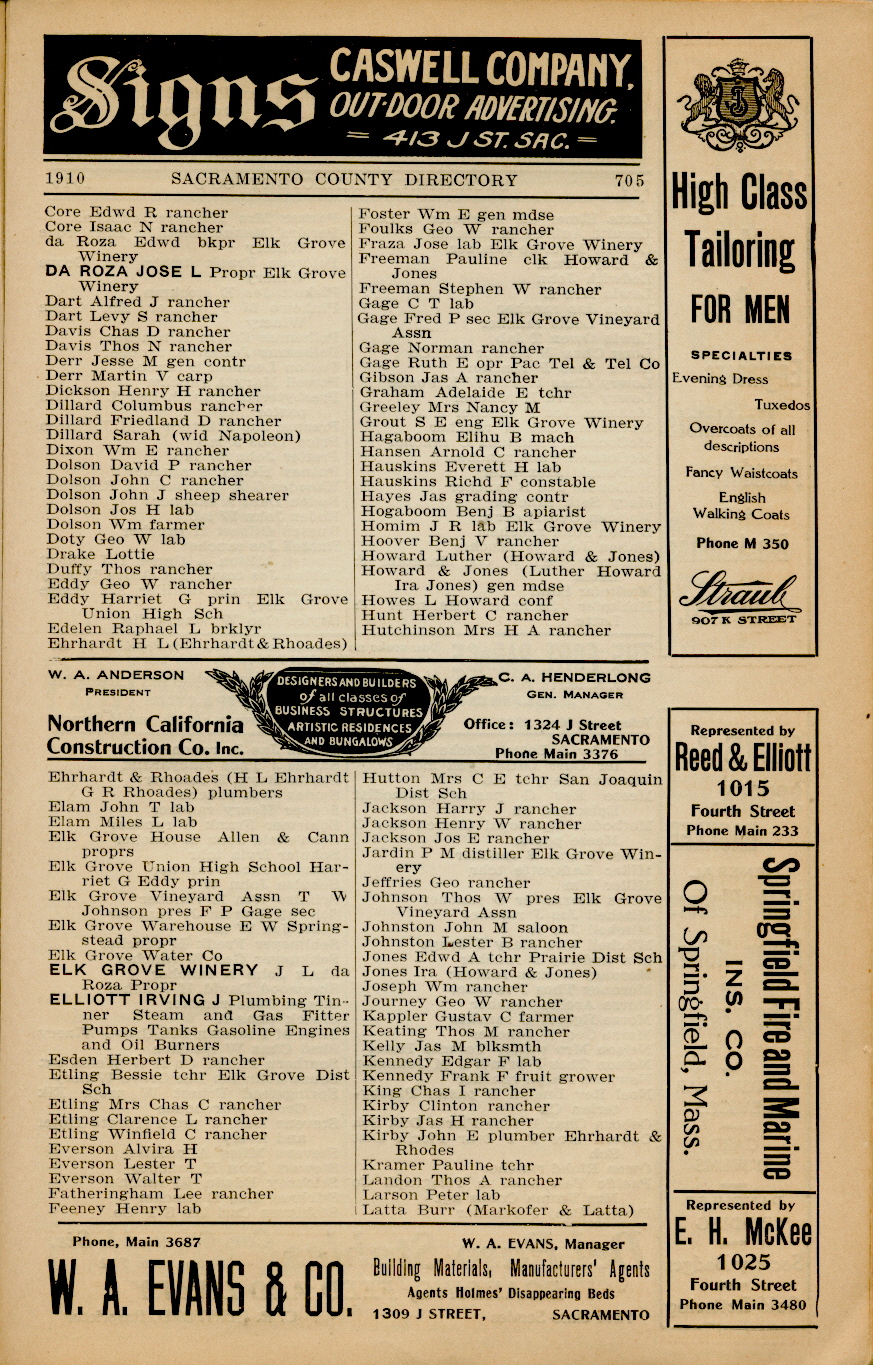 Signs
CASWELL COMPANY,
OUT-DOOR ADVERTISING.
= 413 J ST. SAC. =
1910 SACRAMENTO COUNTY DIRECTORY 705
Core Edwd R rancher
Core Isaac N rancher
da Roza Edwd bkpr Elk Grove
Winery
DA ROZA JOSE L Propr Elk Grove
Winery
Dart Alfred J rancher
Dart Levy S rancher
Davis Chas D rancher
Davis Thos N rancher
Derr Jesse M gen contr
Derr Martin V carp
Dickson Henry H rancher
Dillard Columbus rancher
Dillard Friedland D rancher
Dillard Sarah (wid Napoleon)
Dixon Wm E rancher
Dolson David P rancher
Dolson John C rancher
Dolson John J sheep shearer
Dolson Jos H lab
Dolson Wm farmer
Doty Geo W lab
Drake Lottie
Duffy Thos rancher
Eddy Geo W rancher
Eddy Harriet G prin Elk Grove
Union High Sch
Edelen Raphael L brklyr
Ehrhardt H L (Ehrhardt & Rhoades)
Foster Wm E gen mdse
Foulks Geo W rancher
Fraza Jose lab Elk Grove Winery
Freeman Pauline clk Howard &
Jones
Freeman Stephen W rancher
Gage C T lab
Gage Fred P sec Elk Grove Vineyard
Assn
Gage Norman rancher
Gage Ruth E opr Pac Tel & Tel Co
Gibson Jas A rancher
Graham Adelaide E tchr
Greeley Mrs Nancy M
Grout S E eng Elk Grove Winery
Hagaboom Elihu B mach
Hansen Arnold C rancher
Hauskins Everett H lab
Hauskins Richd F constable
Hayes Jas grading contr
Hogaboom Benj B apiarist
Homim J R lab Elk Grove Winery
Hoover Benj V rancher
Howard Luther (Howard & Jones)
Howard & Jones (Luther Howard
Ira Jones) gen mdse
Howes L Howard conf
Hunt Herbert C rancher
Hutchinson Mrs H A rancher
W. A. ANDERSON
PRESIDENT
Northern California
Construction Co. Inc.
DESIGNERS AND BUILDERS
of all classes of
BUSINESS STRUCTURES
ARTISTIC RESIDENCES
AND BUNGALOWS
C. A. HENDERLONG
GEN. MANAGER
Office: 1324 J Street
SACRAMENTO
Phone Main 3376
Ehrhardt & Rhoades (H L Ehrhardt
G R Rhoades) plumbers
Elam John T lab
Elam Miles L lab
Elk Grove House Allen & Cann
proprs
Elk Grove Union High School Har-
riet G Eddy prin
Elk Grove Vineyard Assn T W
Johnson pres F P Gage sec
Elk Grove Warehouse E W Spring-
stead propr
Elk Grove Water Co
ELK GROVE WINERY J L da
Roza Propr
ELLIOTT IRVING J Plumbing Tin-
ner Steam and Gas Fitter
Pumps Tanks Gasoline Engines
and Oil Burners
Esden Herbert D rancher
Etling Bessie tchr Elk Grove Dist
Sch
Etling Mrs Chas C rancher
Etling Clarence L rancher
Etling Winfield C rancher
Everson Alvira H
Everson Lester T
Everson Walter T
Fatheringham Lee rancher
Feeney Henry lab
Hutton Mrs C E tchr San Joaquin
Dist Sch
Jackson Harry J rancher
Jackson Henry W rancher
Jackson Jos E rancher
Jardin P M distiller Elk Grove Win-
ery
Jeffries Geo rancher
Johnson Thos W pres Elk Grove
Vineyard Assn
Johnston John M saloon
Johnston Lester B rancher
Jones Edwd A tchr Prairie Dist Sch
Jones Ira (Howard & Jones)
Joseph Wm rancher
Journey Geo W rancher
Kappler Gustav C farmer
Keating Thos M rancher
Kelly Jas M blksmth
Kennedy Edgar F lab
Kennedy Frank F fruit grower
King Chas I rancher
Kirby Clinton rancher
Kirby Jas H rancher
Kirby John E plumber Ehrhardt &
Rhodes
Kramer Pauline tchr
Landon Thos A rancher
Larson Peter lab
Latta Burr (Markofer & Latta)
Phone, Main 3687
W. A. EVANS & CO.
W. A. EVANS, Manager
Building Materials, Manufacturers' Agents
Agents Holmes' Disappearing Beds
1309 J STREET, SACRAMENTO
High Class
Tailoring
FOR MEN
SPECIALTIES
Evening Dress
Tuxedos
Overcoats of all
descriptions
Fancy Waistcoats
English
Walking Coats
Phone M 350
Straub
907 K STREET
Represented by
Reed & Elliott
1015
Fourth Street
Phone Main 233
Springfield Fire and Marine
INS. CO.
Of Springfield, Mass.
Represented by
E. H. McKee
1025
Fourth Street
Phone Main 3480